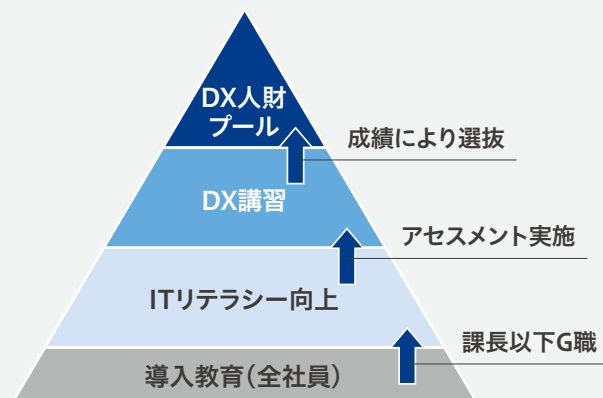 DX人財
プール
成績により選抜
DX講習
アセスメント実施
ITリテラシー向上
課長以下G職
導入教育（全社員）